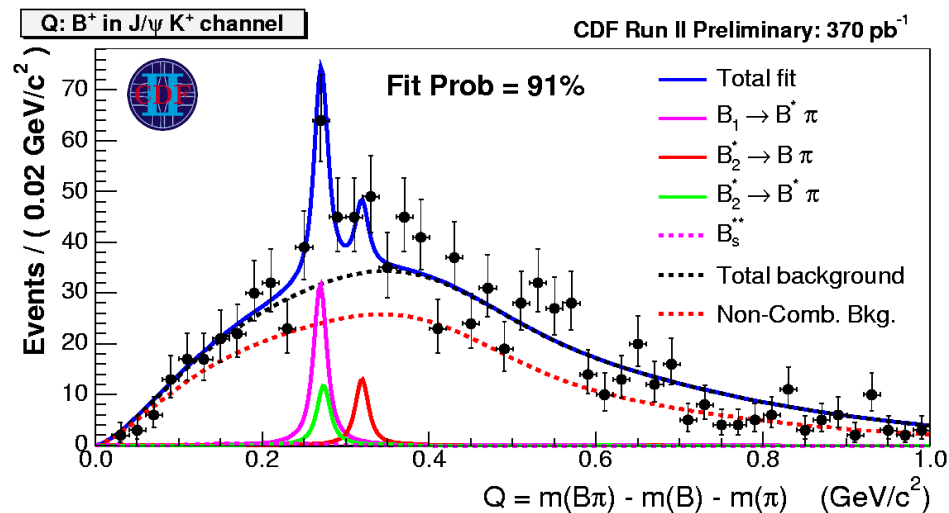 Q: B⁺ in J/ψ K⁺ channel
CDF Run II Preliminary: 370 pb⁻¹
Events / ( 0.02 GeV/c² )
70
60
50
40
30
20
10
0
CDF
II
Fit Prob = 91%
Total fit
B₁ → B* π
B₂* → B π
B₂* → B* π
Bₛ**
Total background
Non-Comb. Bkg.
0.0 0.2 0.4 0.6 0.8 1.0
Q = m(Bπ) - m(B) - m(π) (GeV/c²)